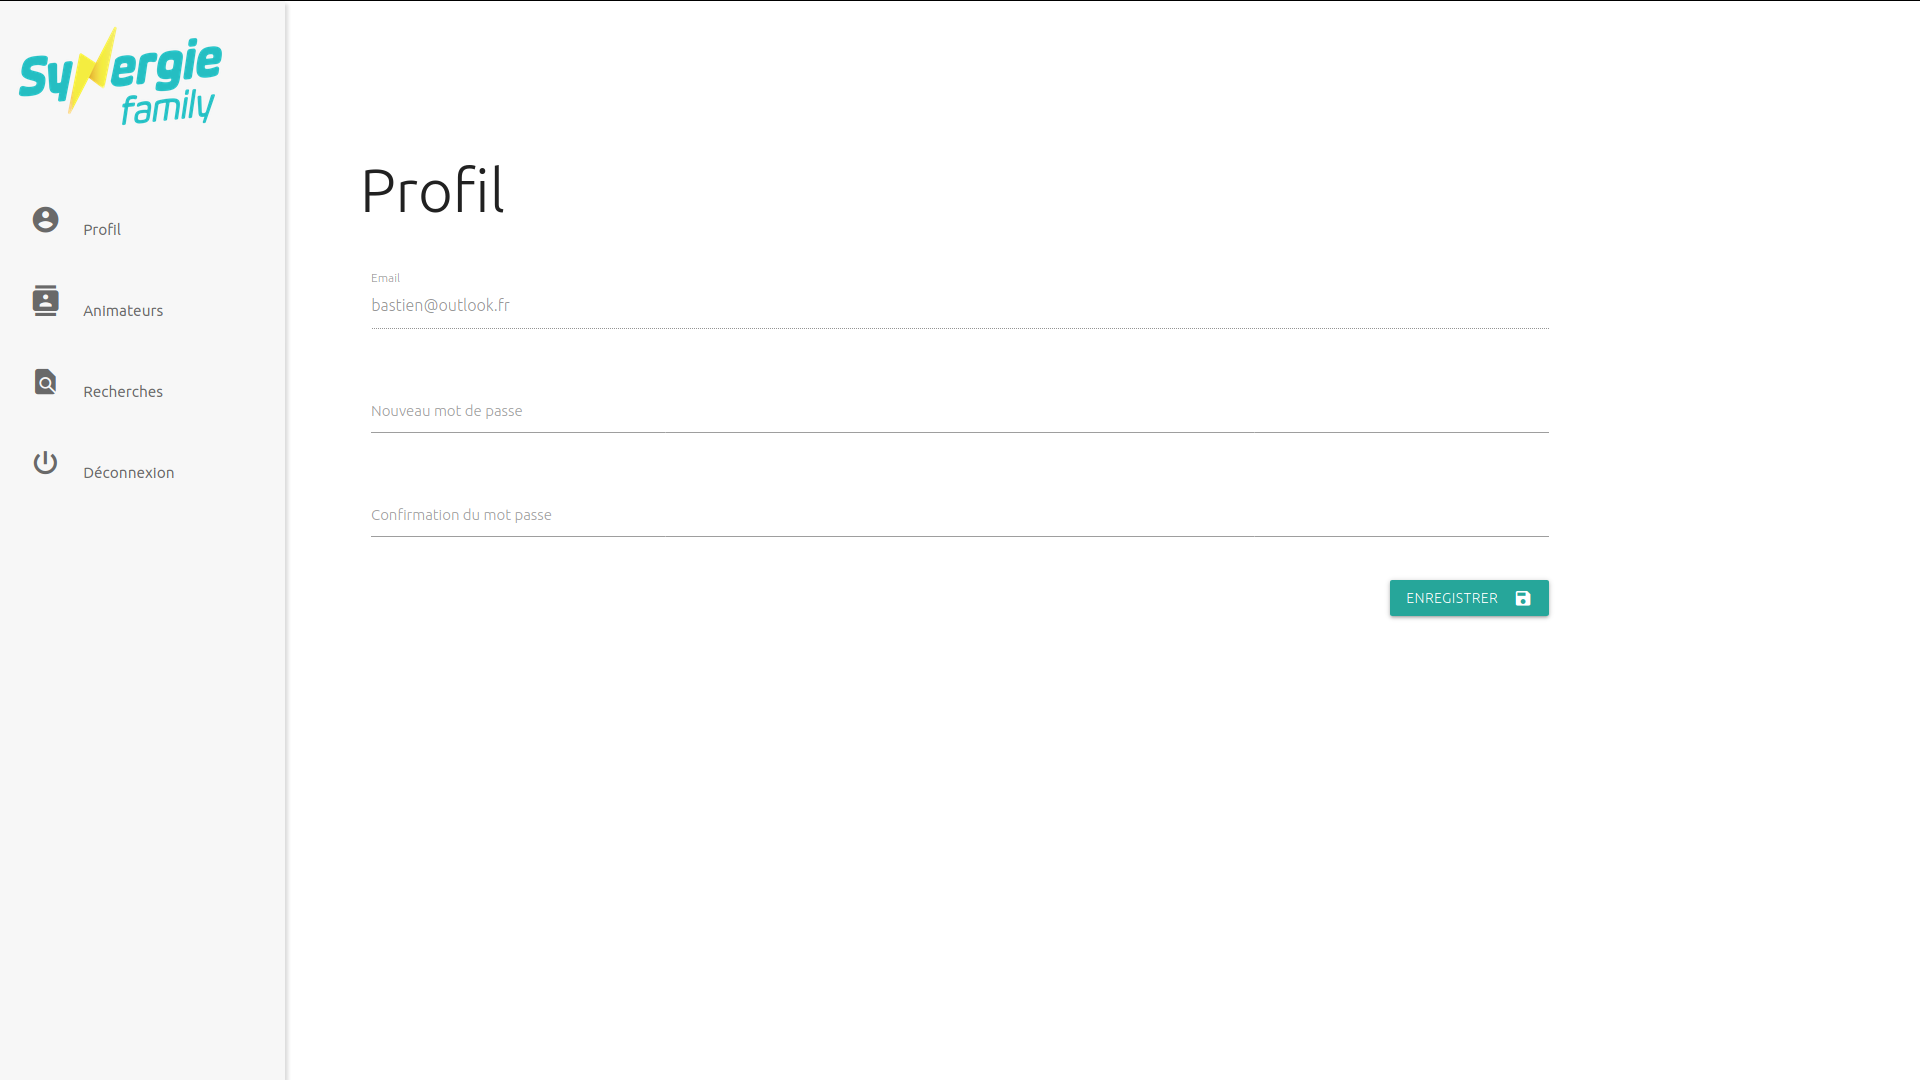 Synergie
family
Profil
Animateurs
Recherches
Déconnexion
Profil
Email
bastien@outlook.fr
Nouveau mot de passe
Confirmation du mot passe
ENREGISTRER